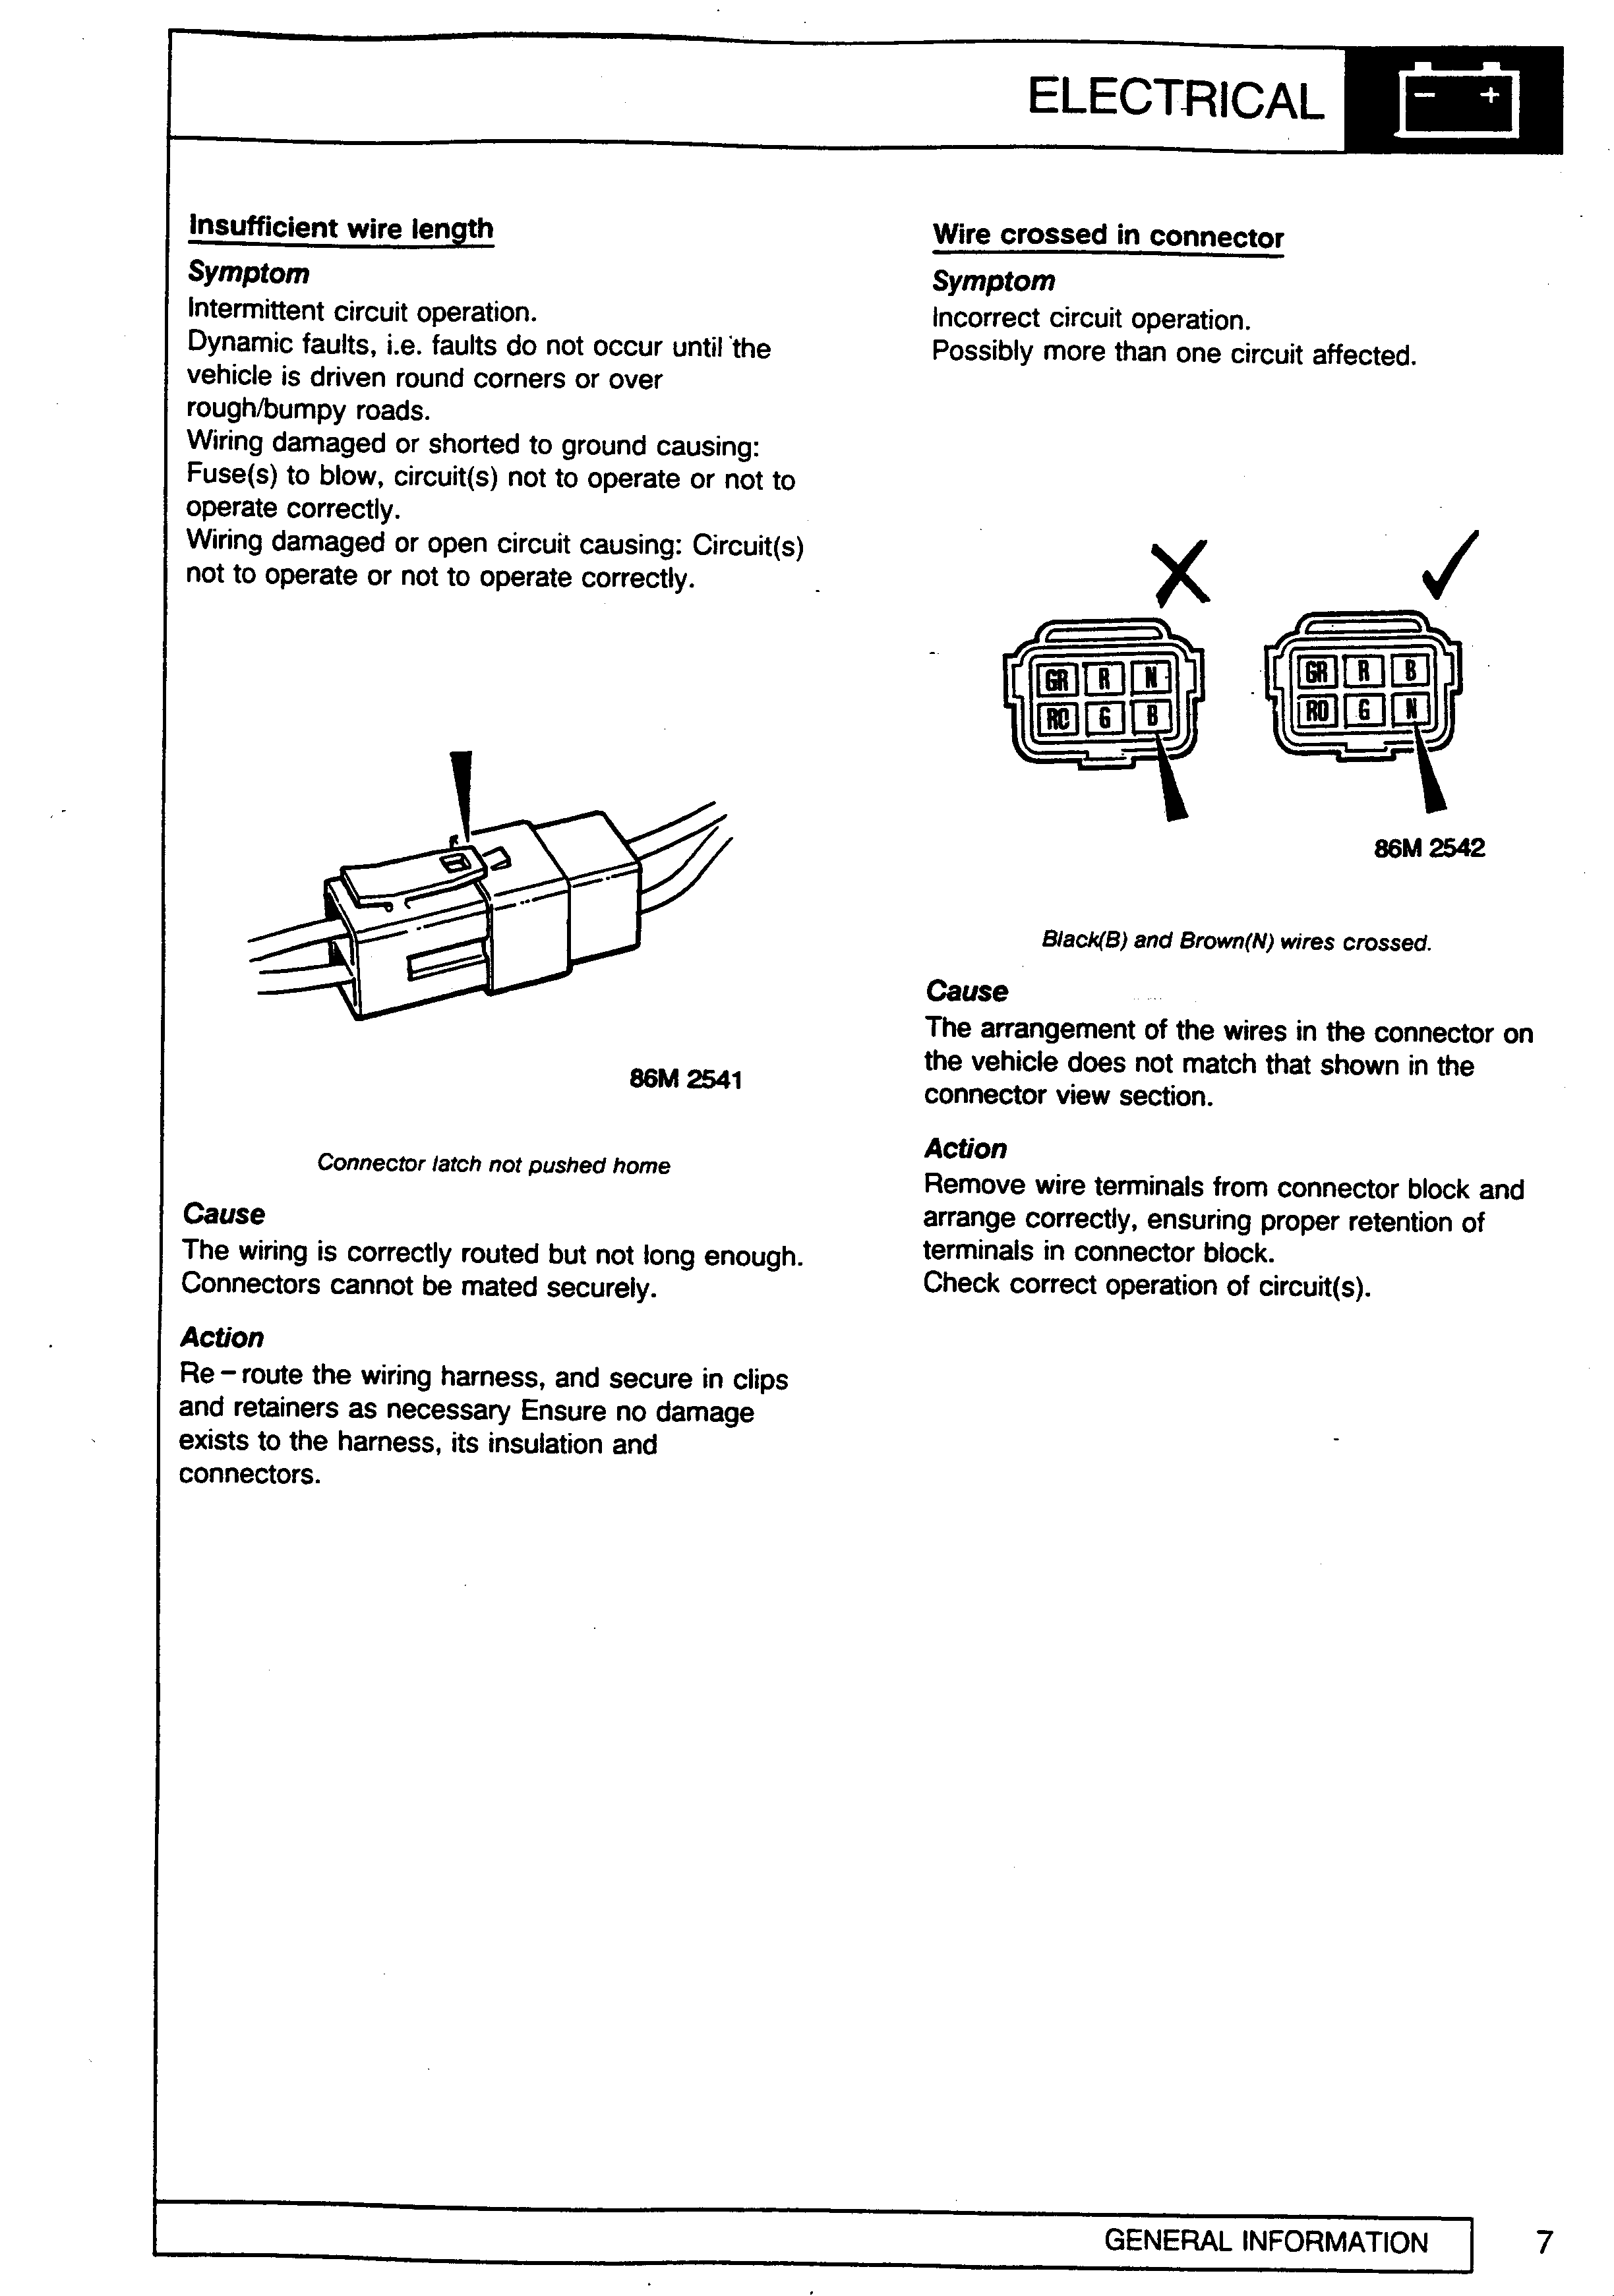 ELECTRICAL
- +
Insufficient wire length
Symptom
Intermittent circuit operation.
Dynamic faults, i.e. faults do not occur until the
vehicle is driven round corners or over
rough/bumpy roads.
Wiring damaged or shorted to ground causing:
Fuse(s) to blow, circuit(s) not to operate or not to
operate correctly.
Wiring damaged or open circuit causing: Circuit(s)
not to operate or not to operate correctly.
86M 2541
Connector latch not pushed home
Cause
The wiring is correctly routed but not long enough.
Connectors cannot be mated securely.
Action
Re – route the wiring harness, and secure in clips
and retainers as necessary Ensure no damage
exists to the harness, its insulation and
connectors.
Wire crossed in connector
Symptom
Incorrect circuit operation.
Possibly more than one circuit affected.
GR R N
RO G B
GR R B
RO G N
86M 2542
Black(B) and Brown(N) wires crossed.
Cause
The arrangement of the wires in the connector on
the vehicle does not match that shown in the
connector view section.
Action
Remove wire terminals from connector block and
arrange correctly, ensuring proper retention of
terminals in connector block.
Check correct operation of circuit(s).
GENERAL INFORMATION 7